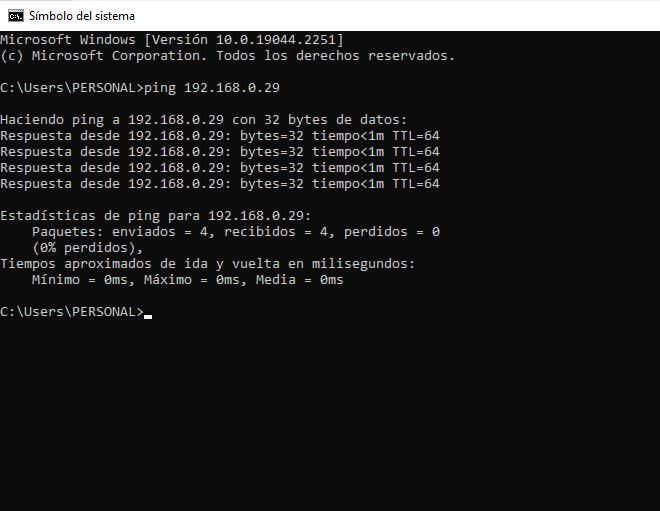 Símbolo del sistema
Microsoft Windows [Versión 10.0.19044.2251]
(c) Microsoft Corporation. Todos los derechos reservados.
C:\Users\PERSONAL>ping 192.168.0.29
Haciendo ping a 192.168.0.29 con 32 bytes de datos:
Respuesta desde 192.168.0.29: bytes=32 tiempo<1m TTL=64
Respuesta desde 192.168.0.29: bytes=32 tiempo<1m TTL=64
Respuesta desde 192.168.0.29: bytes=32 tiempo<1m TTL=64
Respuesta desde 192.168.0.29: bytes=32 tiempo<1m TTL=64
Estadísticas de ping para 192.168.0.29:
    Paquetes: enviados = 4, recibidos = 4, perdidos = 0
    (0% perdidos),
Tiempos aproximados de ida y vuelta en milisegundos:
    Mínimo = 0ms, Máximo = 0ms, Media = 0ms
C:\Users\PERSONAL>